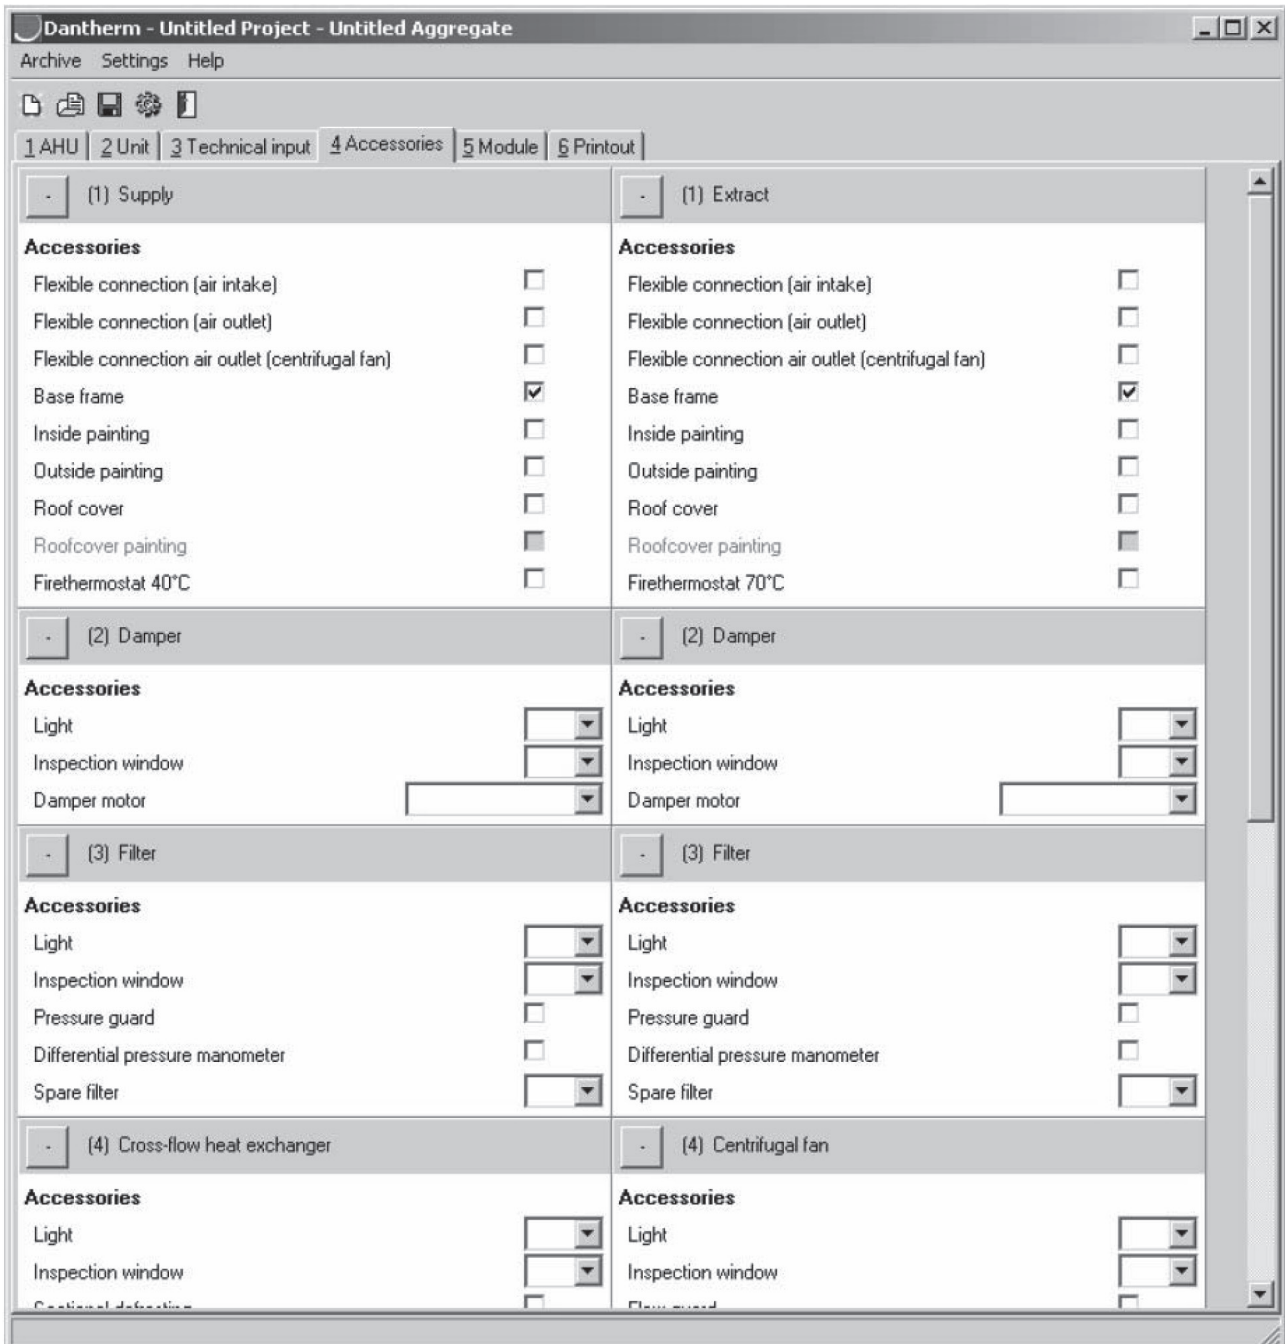 Dantherm - Untitled Project - Untitled Aggregate
Archive Settings Help
1 AHU 2 Unit 3 Technical input 4 Accessories 5 Module 6 Printout
- (1) Supply
Accessories
Flexible connection (air intake)
Flexible connection (air outlet)
Flexible connection air outlet (centrifugal fan)
Base frame
Inside painting
Outside painting
Roof cover
Roofcover painting
Firethermostat 40°C
- (1) Extract
Accessories
Flexible connection (air intake)
Flexible connection (air outlet)
Flexible connection air outlet (centrifugal fan)
Base frame
Inside painting
Outside painting
Roof cover
Roofcover painting
Firethermostat 70°C
- (2) Damper
Accessories
Light
Inspection window
Damper motor
- (2) Damper
Accessories
Light
Inspection window
Damper motor
- (3) Filter
Accessories
Light
Inspection window
Pressure guard
Differential pressure manometer
Spare filter
- (3) Filter
Accessories
Light
Inspection window
Pressure guard
Differential pressure manometer
Spare filter
- (4) Cross-flow heat exchanger
Accessories
Light
Inspection window
Sectional defrosting
- (4) Centrifugal fan
Accessories
Light
Inspection window
Flow guard